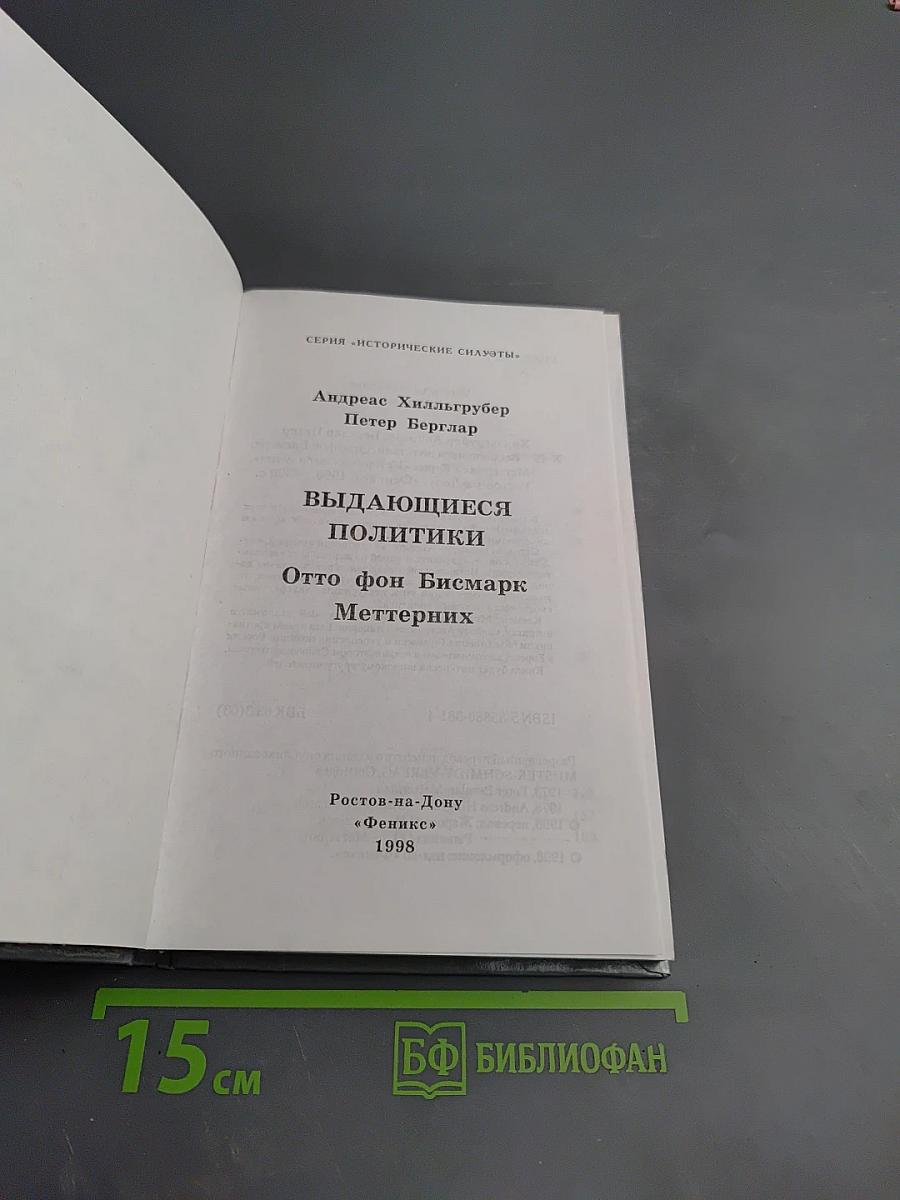 СЕРИЯ «ИСТОРИЧЕСКИЕ СИЛУЭТЫ»
Андреас Хилльгрубер
Петер Берглар
ВЫДАЮЩИЕСЯ
ПОЛИТИКИ
Отто фон Бисмарк
Меттерних
Ростов-на-Дону
«Феникс»
1998
15 см
БФ БИБЛИОФАН